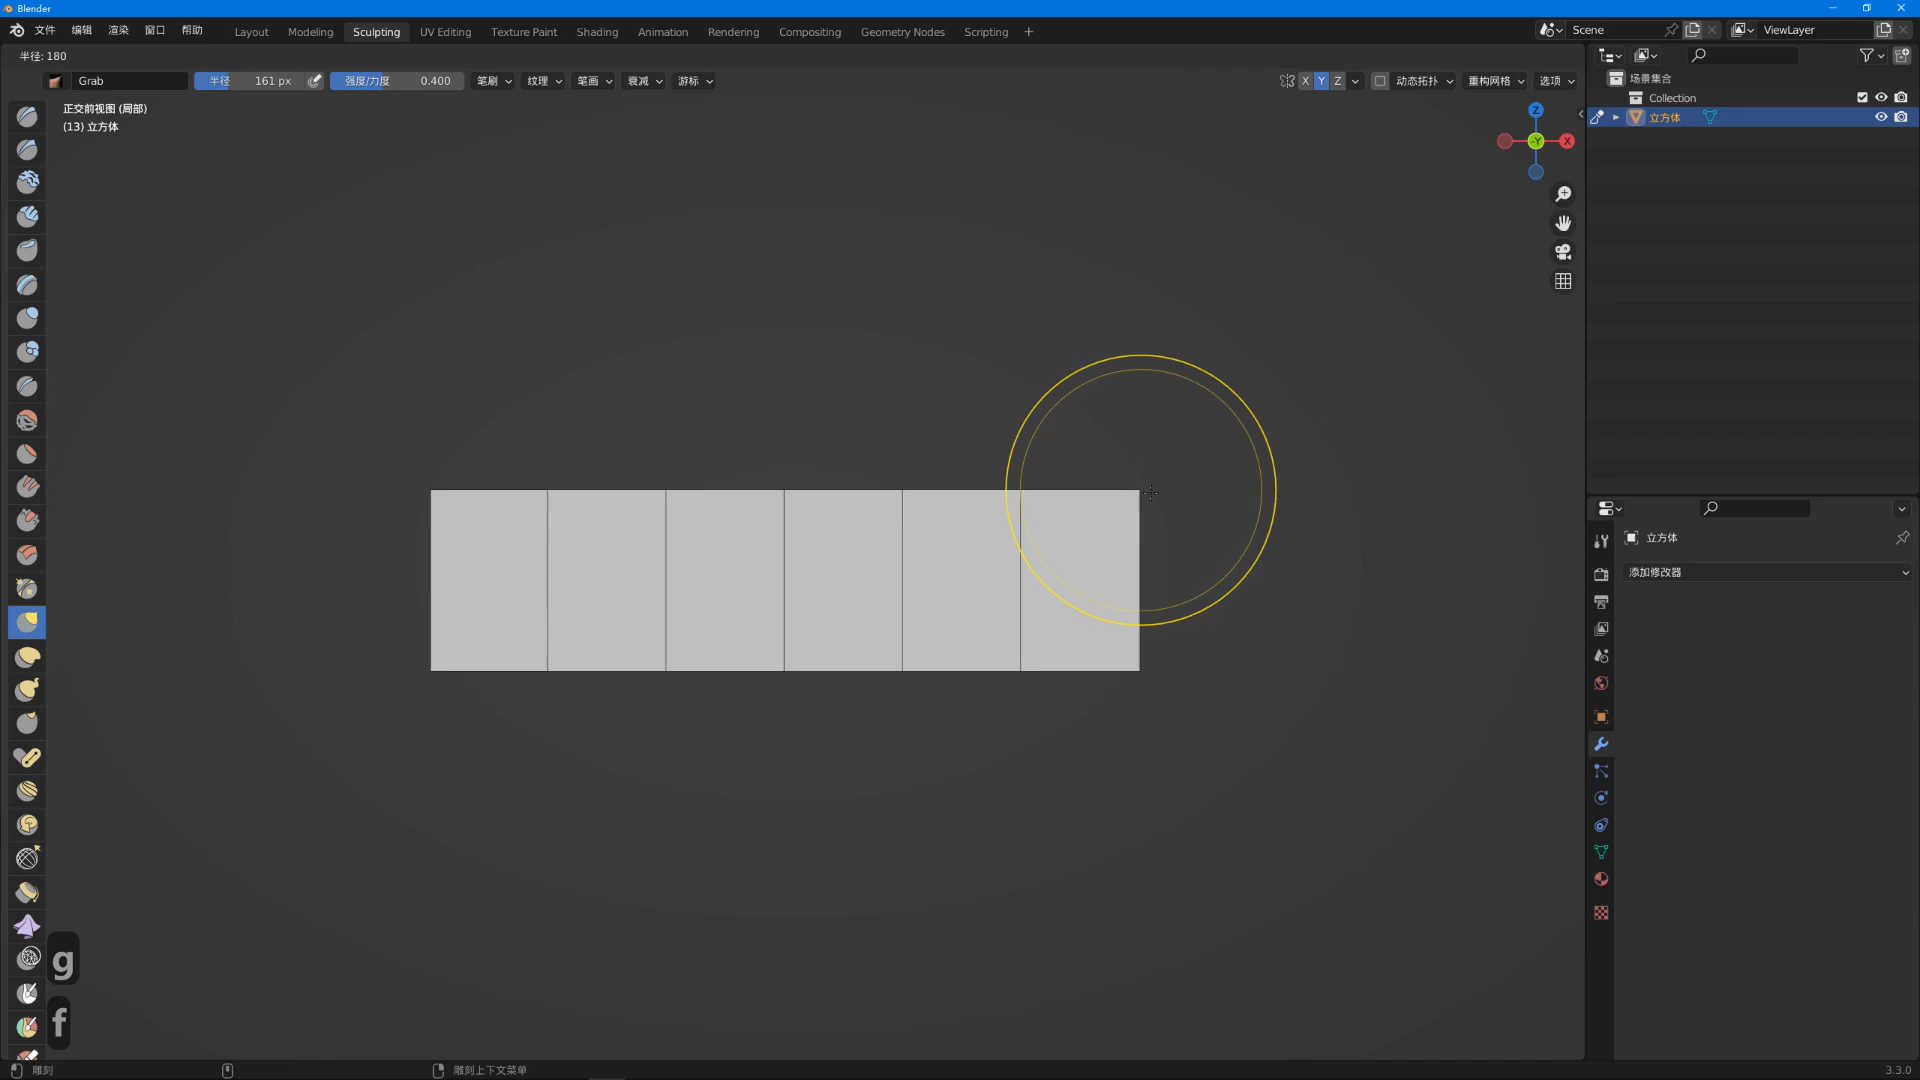 Blender
文件 编辑 渲染 窗口 帮助 Layout Modeling Sculpting UV Editing Texture Paint Shading Animation Rendering Compositing Geometry Nodes Scripting + Scene ViewLayer
半径: 180
Grab 半径 161 px 强度/力度 0.400 笔刷 纹理 笔画 衰减 游标 X Y Z 动态拓扑 重构网格 选项
场景集合
Collection
立方体
正交前视图 (局部)
(13) 立方体
Z
-Y X
立方体
添加修改器
g
f
雕刻 雕刻上下文菜单 3.3.0